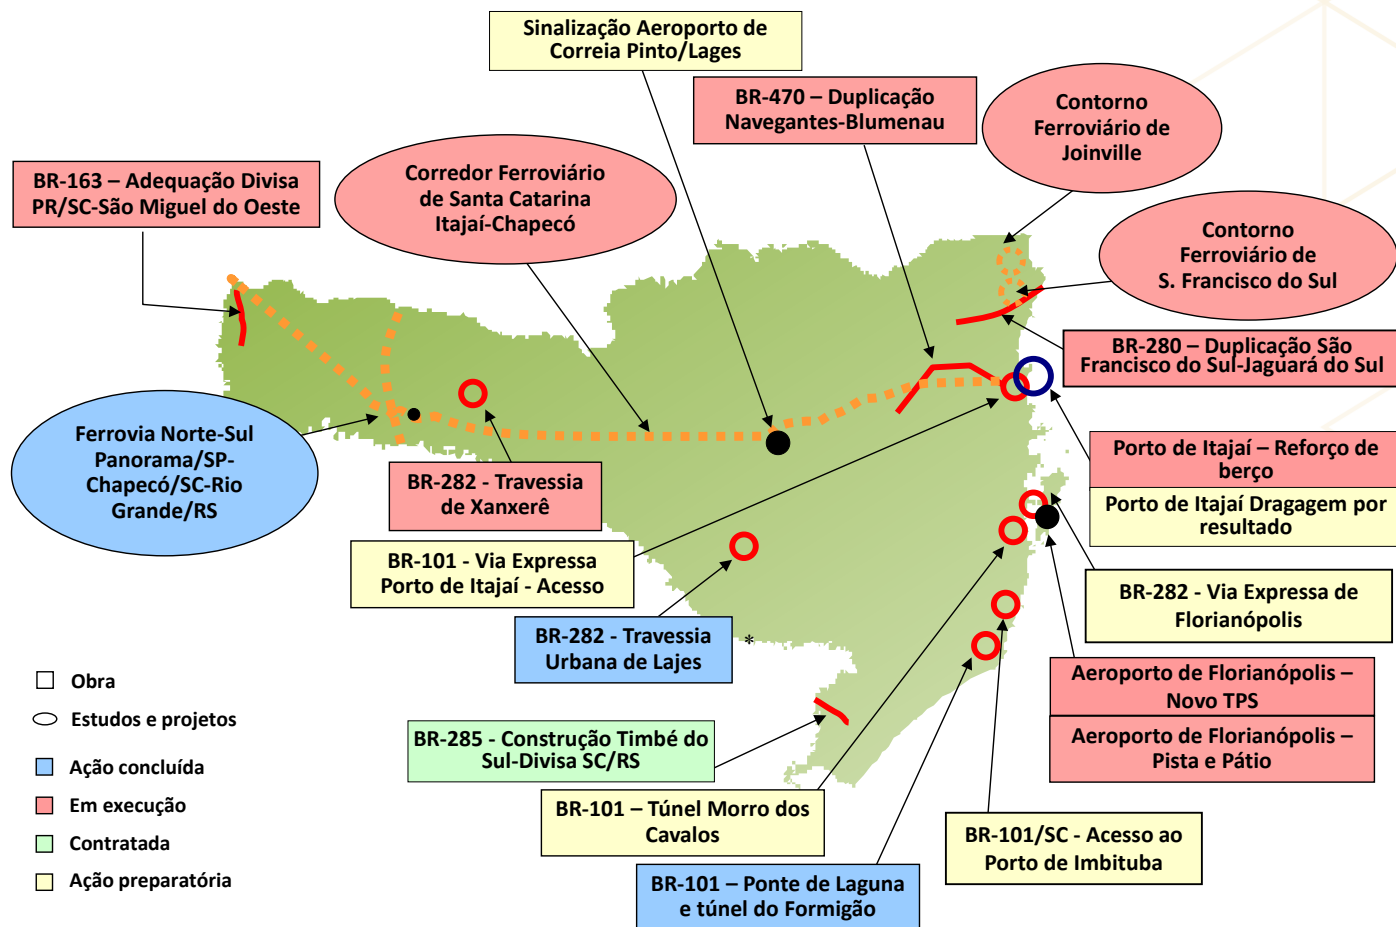 Sinalização Aeroporto de
Correia Pinto/Lages
BR-470 – Duplicação
Navegantes-Blumenau
Contorno
Ferroviário de
Joinville
BR-163 – Adequação Divisa
PR/SC-São Miguel do Oeste
Corredor Ferroviário
de Santa Catarina
Itajaí-Chapecó
Contorno
Ferroviário de
S. Francisco do Sul
BR-280 – Duplicação São
Francisco do Sul-Jaguará do Sul
Ferrovia Norte-Sul
Panorama/SP-
Chapecó/SC-Rio
Grande/RS
BR-282 - Travessia
de Xanxerê
Porto de Itajaí – Reforço de
berço
Porto de Itajaí Dragagem por
resultado
BR-101 - Via Expressa
Porto de Itajaí - Acesso
BR-282 - Via Expressa de
Florianópolis
BR-282 - Travessia
Urbana de Lajes
*
Aeroporto de Florianópolis –
Novo TPS
Aeroporto de Florianópolis –
Pista e Pátio
BR-285 - Construção Timbé do
Sul-Divisa SC/RS
BR-101 – Túnel Morro dos
Cavalos
BR-101/SC - Acesso ao
Porto de Imbituba
BR-101 – Ponte de Laguna
e túnel do Formigão
Obra
Estudos e projetos
Ação concluída
Em execução
Contratada
Ação preparatória